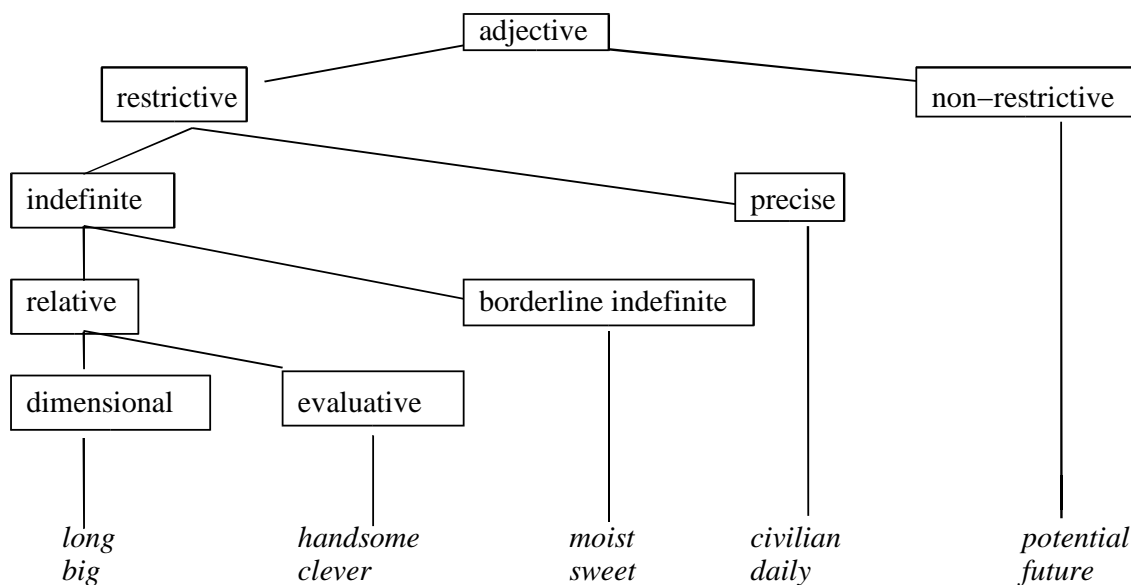 adjective
restrictive
non–restrictive
indefinite
precise
relative
borderline indefinite
dimensional
evaluative
long
big
handsome
clever
moist
sweet
civilian
daily
potential
future